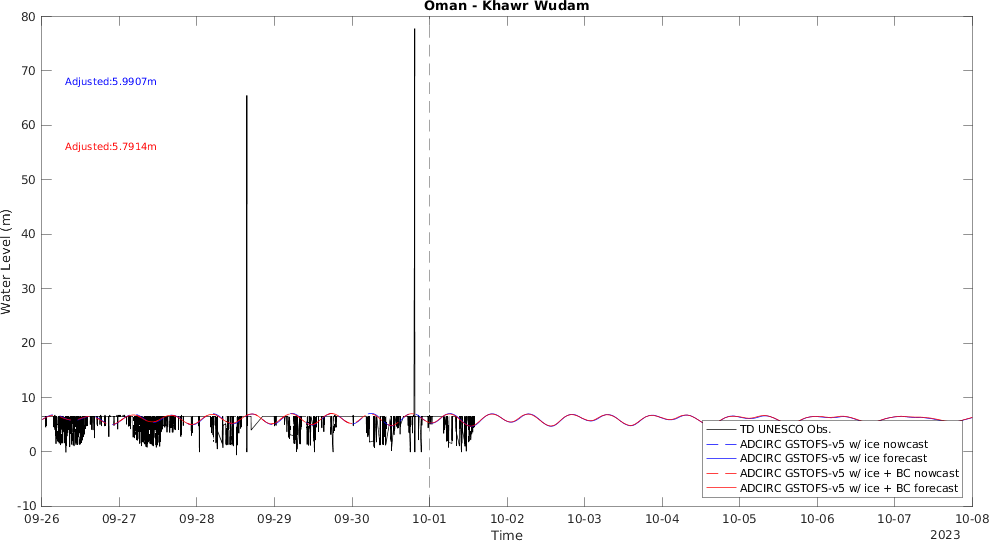 Oman - Khawr Wudam
80
70
60
50
40
30
20
10
0
-10
Water Level (m)
Adjusted:5.9907m
Adjusted:5.7914m
TD UNESCO Obs.
ADCIRC GSTOFS-v5 w/ ice nowcast
ADCIRC GSTOFS-v5 w/ ice forecast
ADCIRC GSTOFS-v5 w/ ice + BC nowcast
ADCIRC GSTOFS-v5 w/ ice + BC forecast
09-26 09-27 09-28 09-29 09-30 10-01 10-02 10-03 10-04 10-05 10-06 10-07 10-08
Time
2023